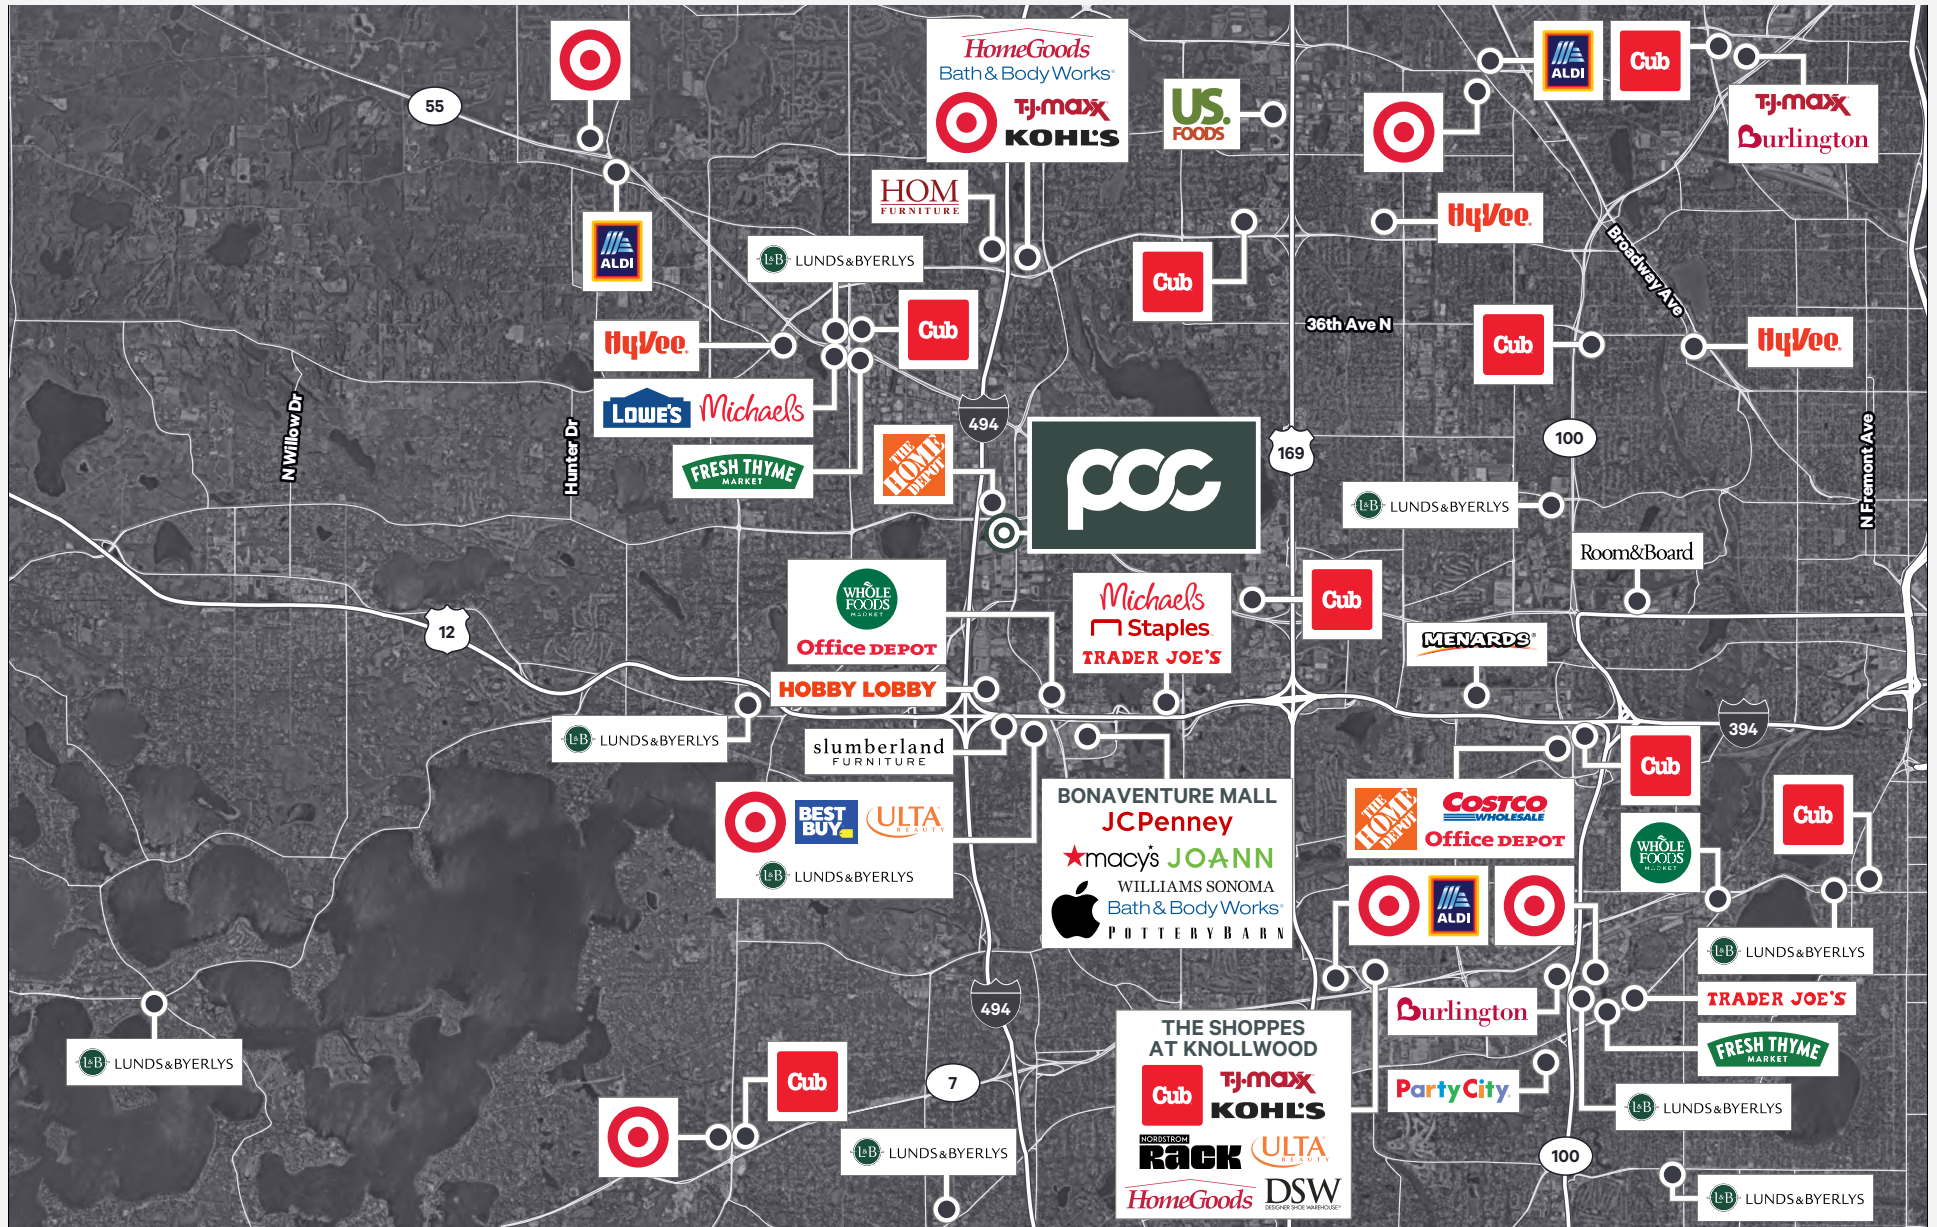 HomeGoods
Bath & Body Works®
T·J·maxx
KOHL'S
US.
FOODS
ALDI
Cub
T·J·maxx
Burlington
55
HOM
FURNITURE
ALDI
L&B LUNDS&BYERLYS
HyVee
Cub
HyVee
Broadway Ave
Cub
36th Ave N
Cub
HyVee
LOWE'S Michaels
N Willow Dr
Hunter Dr
494
169
100
N Fremont Ave
FRESH THYME
MARKET
THE
HOME
DEPOT
poc
L&B LUNDS&BYERLYS
Room&Board
WHOLE
FOODS
MARKET
Office DEPOT
Michaels
Staples
TRADER JOE'S
Cub
12
MENARDS®
HOBBY LOBBY
L&B LUNDS&BYERLYS
slumberland
FURNITURE
394
Cub
BEST
BUY
ULTA
BEAUTY
L&B LUNDS&BYERLYS
BONAVENTURE MALL
JCPenney
macy's JOANN
WILLIAMS SONOMA
Bath & Body Works®
POTTERY BARN
THE
HOME
DEPOT
COSTCO
WHOLESALE
Office DEPOT
WHOLE
FOODS
MARKET
Cub
ALDI
L&B LUNDS&BYERLYS
494
Burlington
TRADER JOE'S
FRESH THYME
MARKET
L&B LUNDS&BYERLYS
THE SHOPPES
AT KNOLLWOOD
Cub
T·J·maxx
KOHL'S
NORDSTROM
RACK
ULTA
BEAUTY
HomeGoods
DSW
DESIGNER SHOE WAREHOUSE®
Party City
L&B LUNDS&BYERLYS
Cub
7
L&B LUNDS&BYERLYS
100
L&B LUNDS&BYERLYS